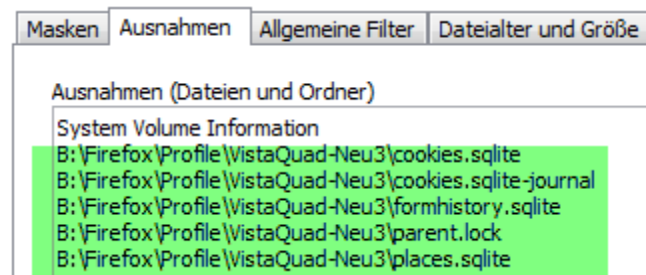 Masken Ausnahmen Allgemeine Filter Dateialter und Größe
Ausnahmen (Dateien und Ordner)
System Volume Information
B:\Firefox\Profile\VistaQuad-Neu3\cookies.sqlite
B:\Firefox\Profile\VistaQuad-Neu3\cookies.sqlite-journal
B:\Firefox\Profile\VistaQuad-Neu3\formhistory.sqlite
B:\Firefox\Profile\VistaQuad-Neu3\parent.lock
B:\Firefox\Profile\VistaQuad-Neu3\places.sqlite